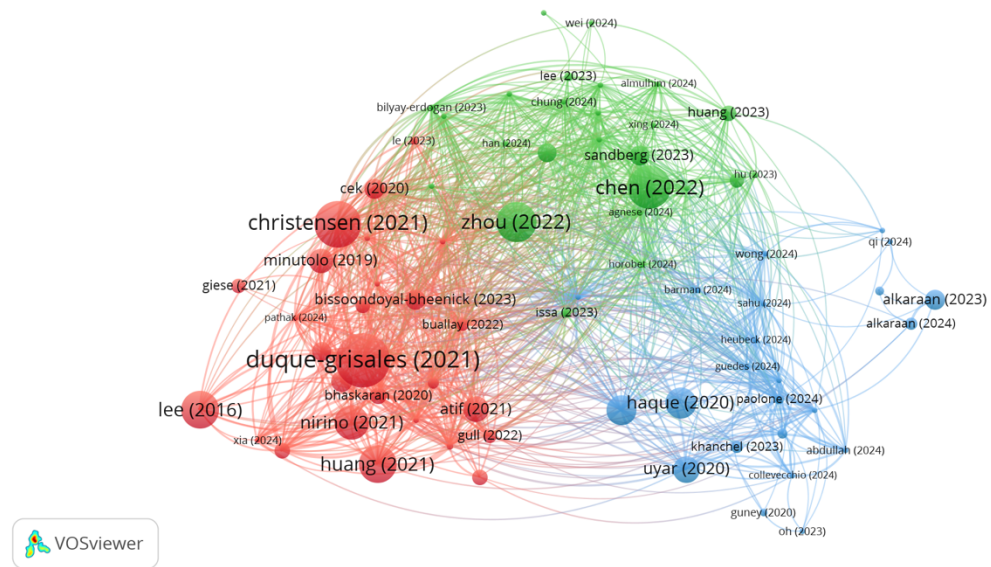 wei (2024)
lee (2023)
almulhim (2024)
chung (2024)
bilyay-erdogan (2023)
huang (2023)
xing (2024)
le (2023)
han (2024)
sandberg (2023)
hu (2023)
cek (2020)
chen (2022)
agnese (2024)
christensen (2021)
zhou (2022)
qi (2024)
wong (2024)
minutolo (2019)
horobet (2024)
giese (2021)
barman (2024)
bissoondoyal-bheenick (2023)
alkaraan (2023)
sahu (2024)
issa (2023)
pathak (2024)
buallay (2022)
alkaraan (2024)
heubeck (2024)
duque-grisales (2021)
guedes (2024)
bhaskaran (2020)
paolone (2024)
haque (2020)
lee (2016)
atif (2021)
nirino (2021)
gull (2022)
xia (2024)
khanchel (2023)
abdullah (2024)
huang (2021)
uyar (2020)
collevecchio (2024)
guney (2020)
oh (2023)
VOSviewer